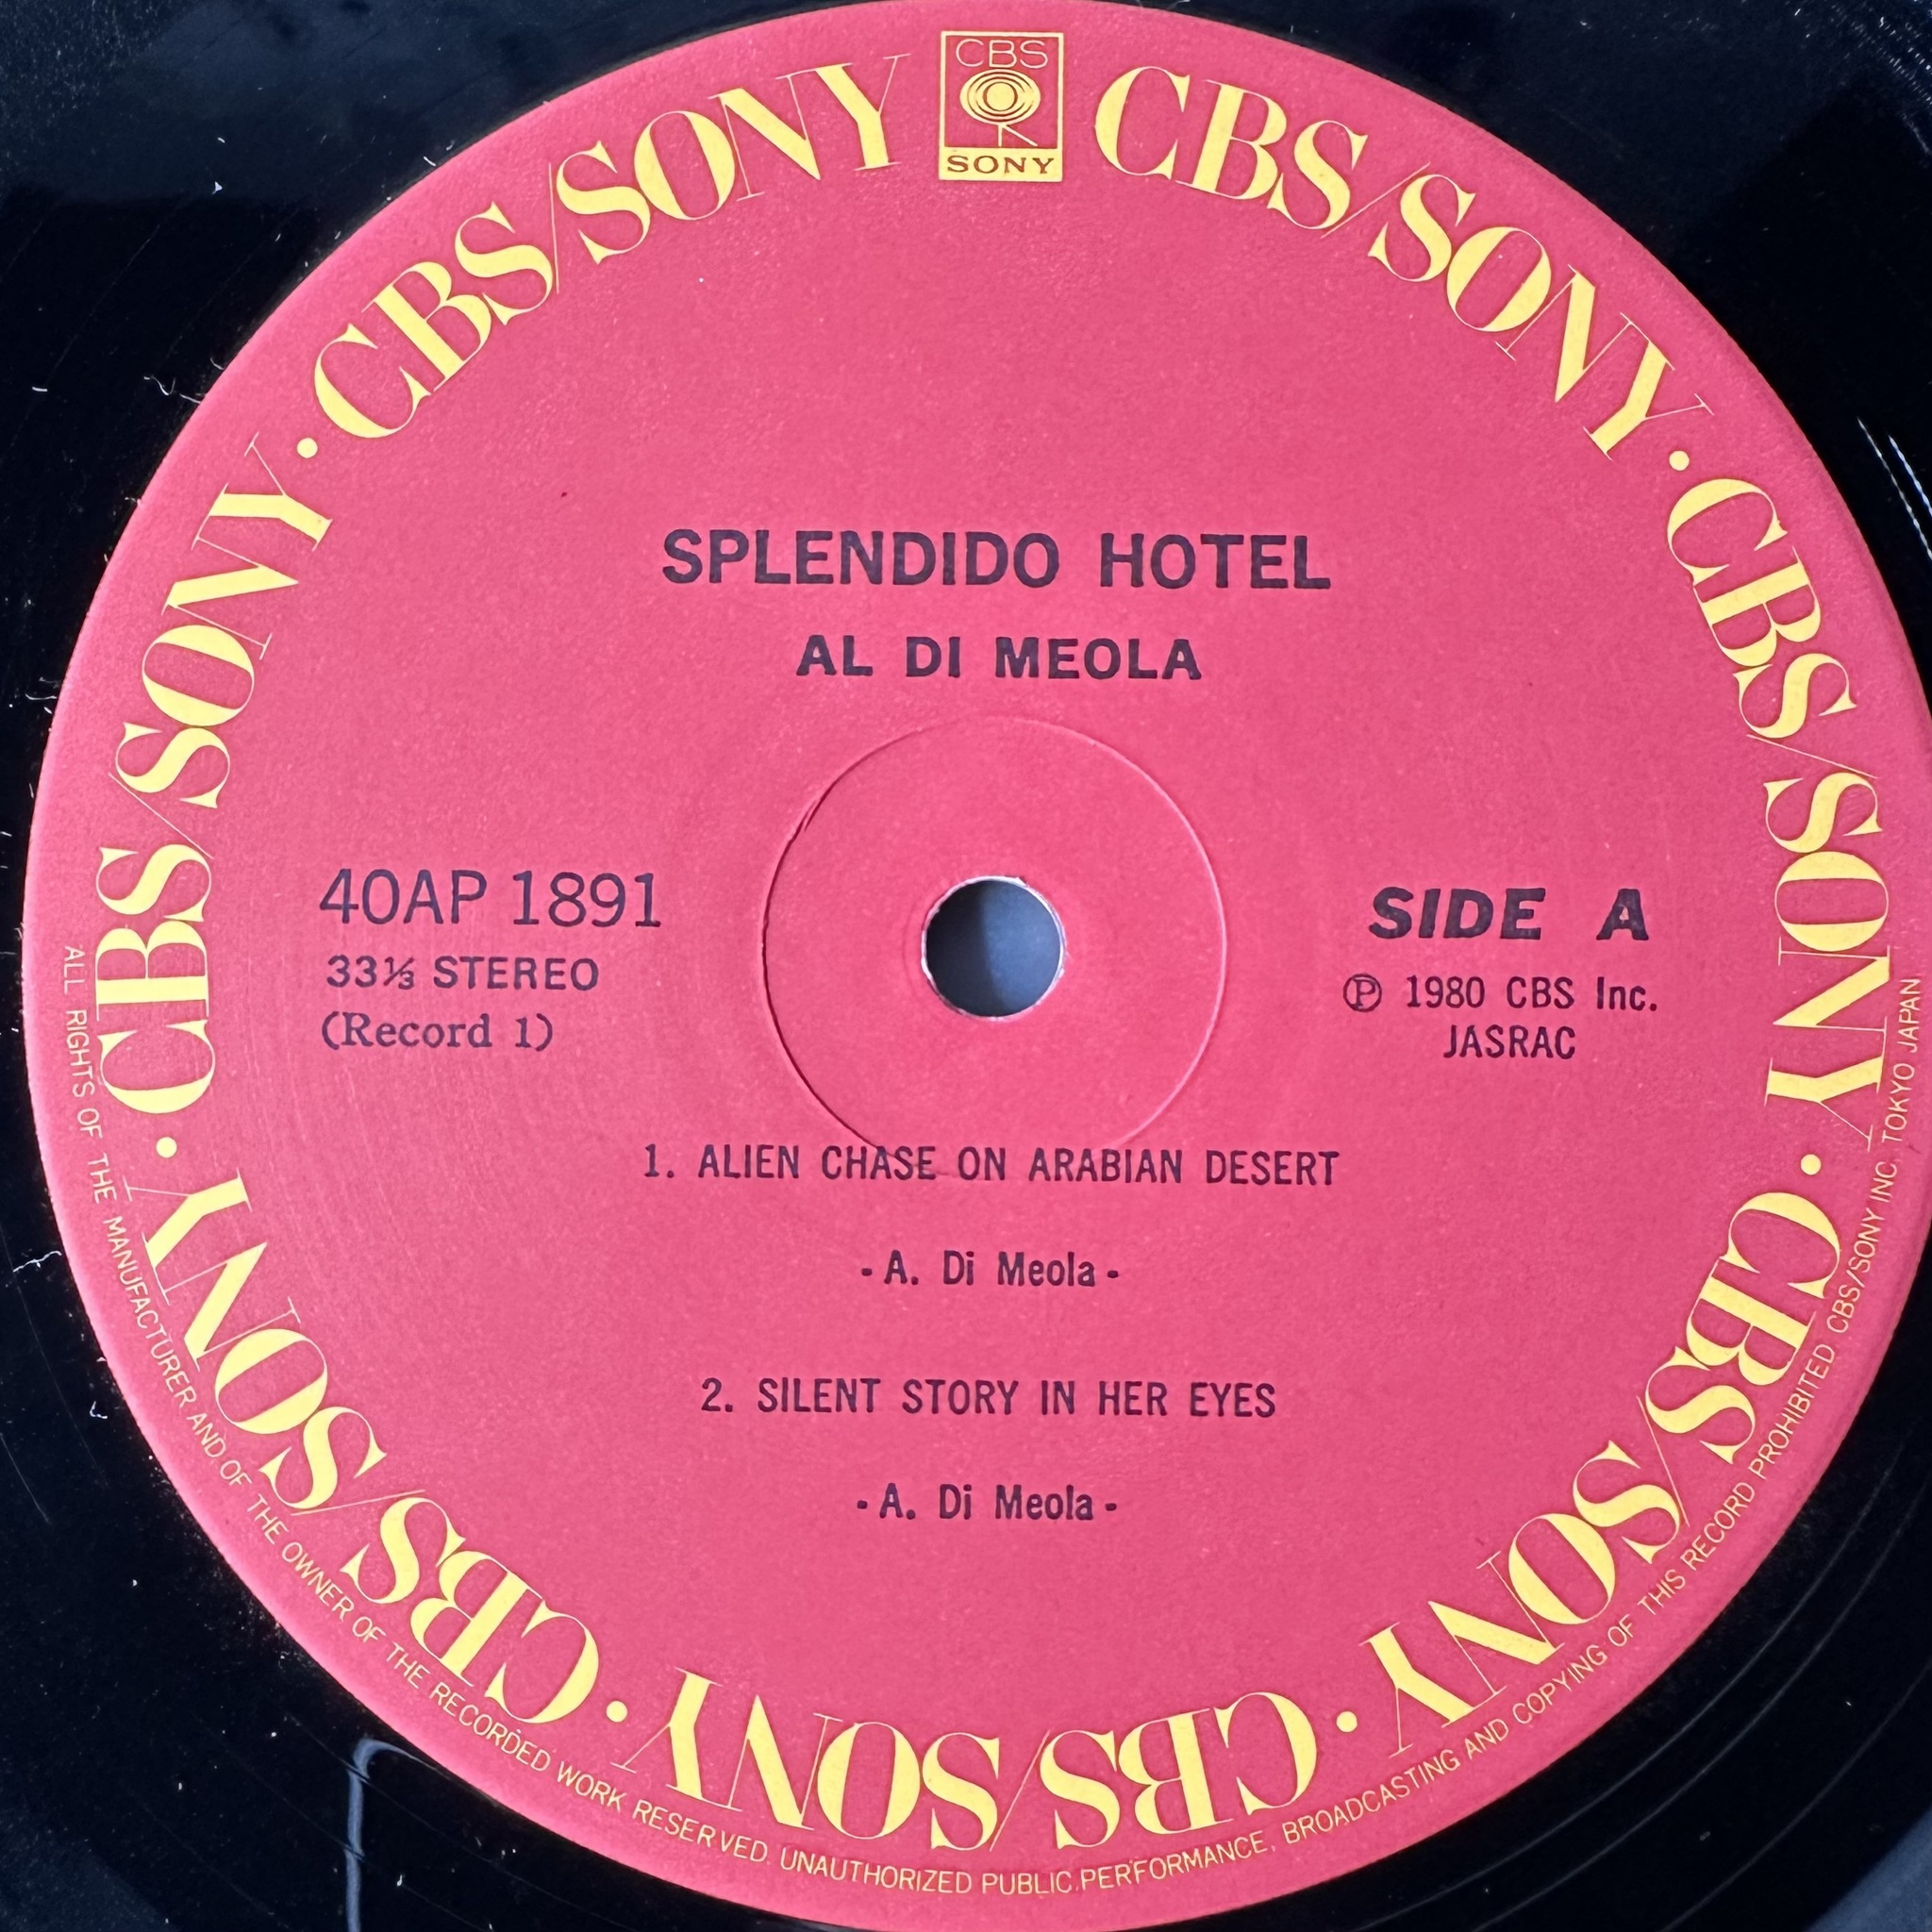 CBS
SONY
CBS/SONY · CBS/SONY · CBS/SONY · CBS/SONY · CBS/SONY · CBS/SONY · CBS/SONY
SPLENDIDO HOTEL
AL DI MEOLA
40AP 1891
33⅓ STEREO
(Record 1)
SIDE A
Ⓟ 1980 CBS Inc.
JASRAC
1. ALIEN CHASE ON ARABIAN DESERT
- A. Di Meola -
2. SILENT STORY IN HER EYES
- A. Di Meola -
ALL RIGHTS OF THE MANUFACTURER AND OF THE OWNER OF THE RECORDED WORK RESERVED. UNAUTHORIZED PUBLIC PERFORMANCE, BROADCASTING AND COPYING OF THIS RECORD PROHIBITED CBS/SONY INC. TOKYO JAPAN